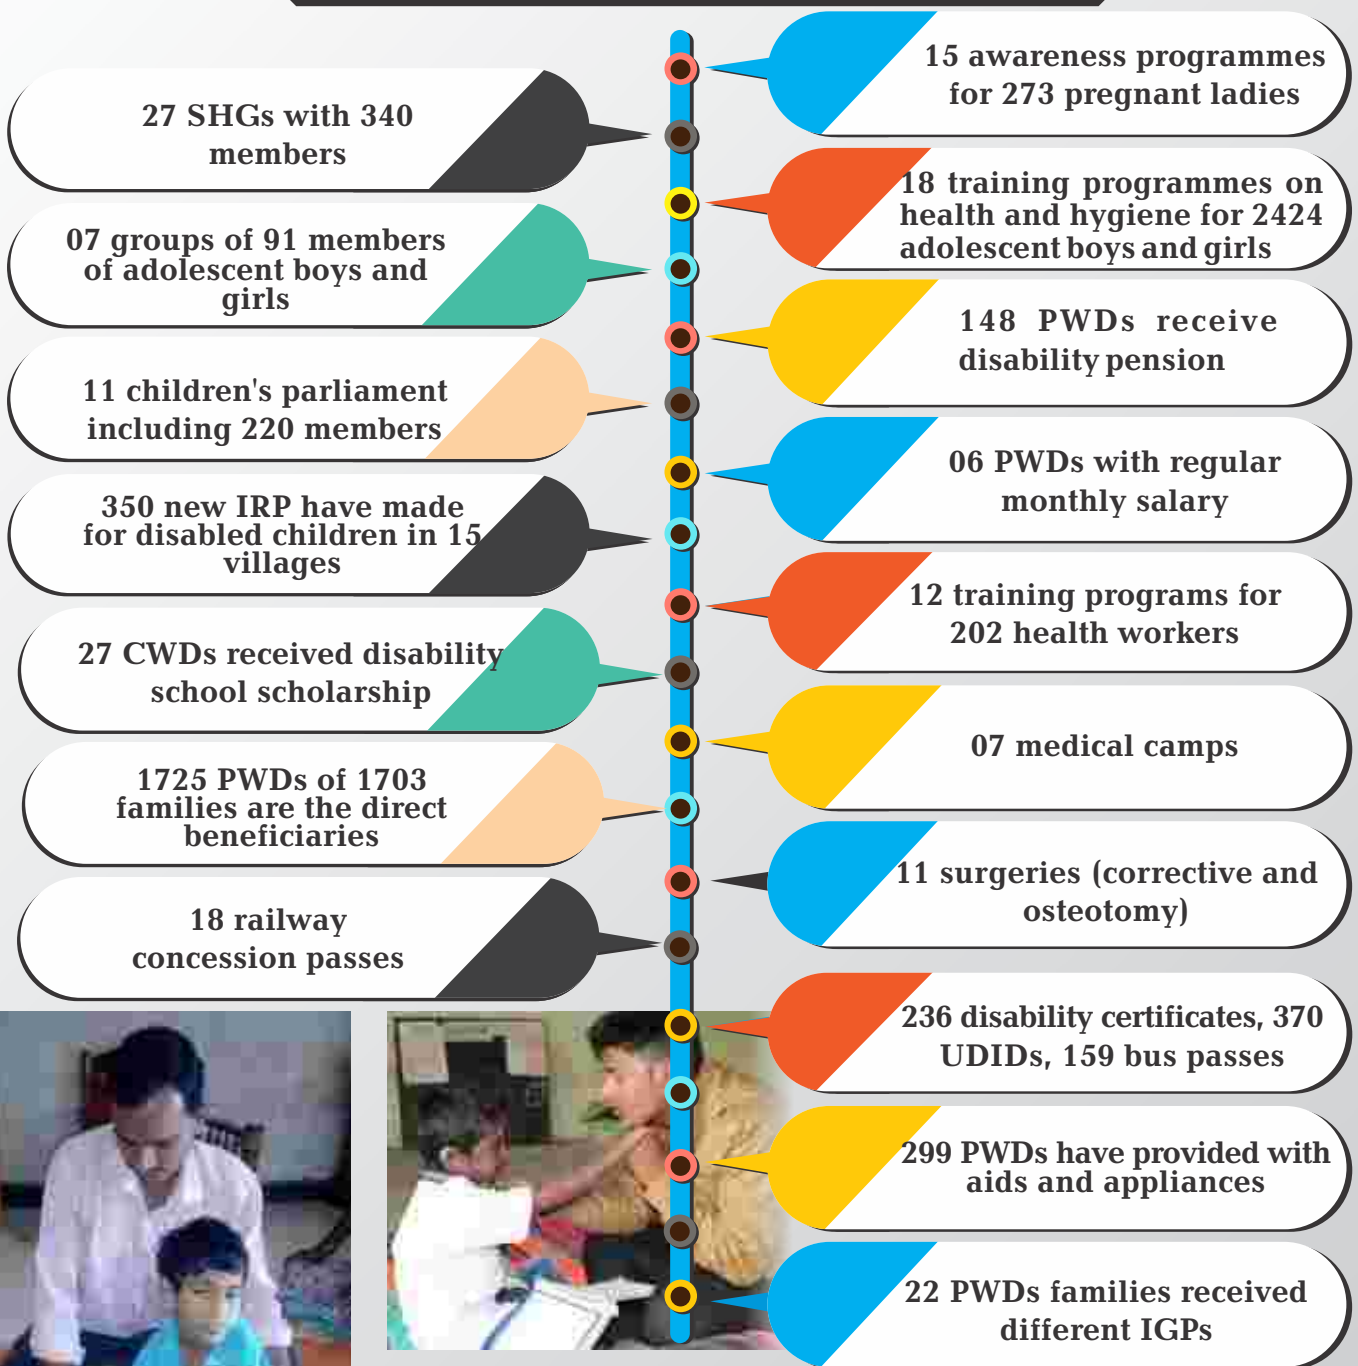 15 awareness programmes
for 273 pregnant ladies
27 SHGs with 340
members
18 training programmes on
health and hygiene for 2424
adolescent boys and girls
07 groups of 91 members
of adolescent boys and
girls
148 PWDs receive
disability pension
11 children's parliament
including 220 members
06 PWDs with regular
monthly salary
350 new IRP have made
for disabled children in 15
villages
12 training programs for
202 health workers
27 CWDs received disability
school scholarship
07 medical camps
1725 PWDs of 1703
families are the direct
beneficiaries
11 surgeries (corrective and
osteotomy)
18 railway
concession passes
236 disability certificates, 370
UDIDs, 159 bus passes
299 PWDs have provided with
aids and appliances
22 PWDs families received
different IGPs